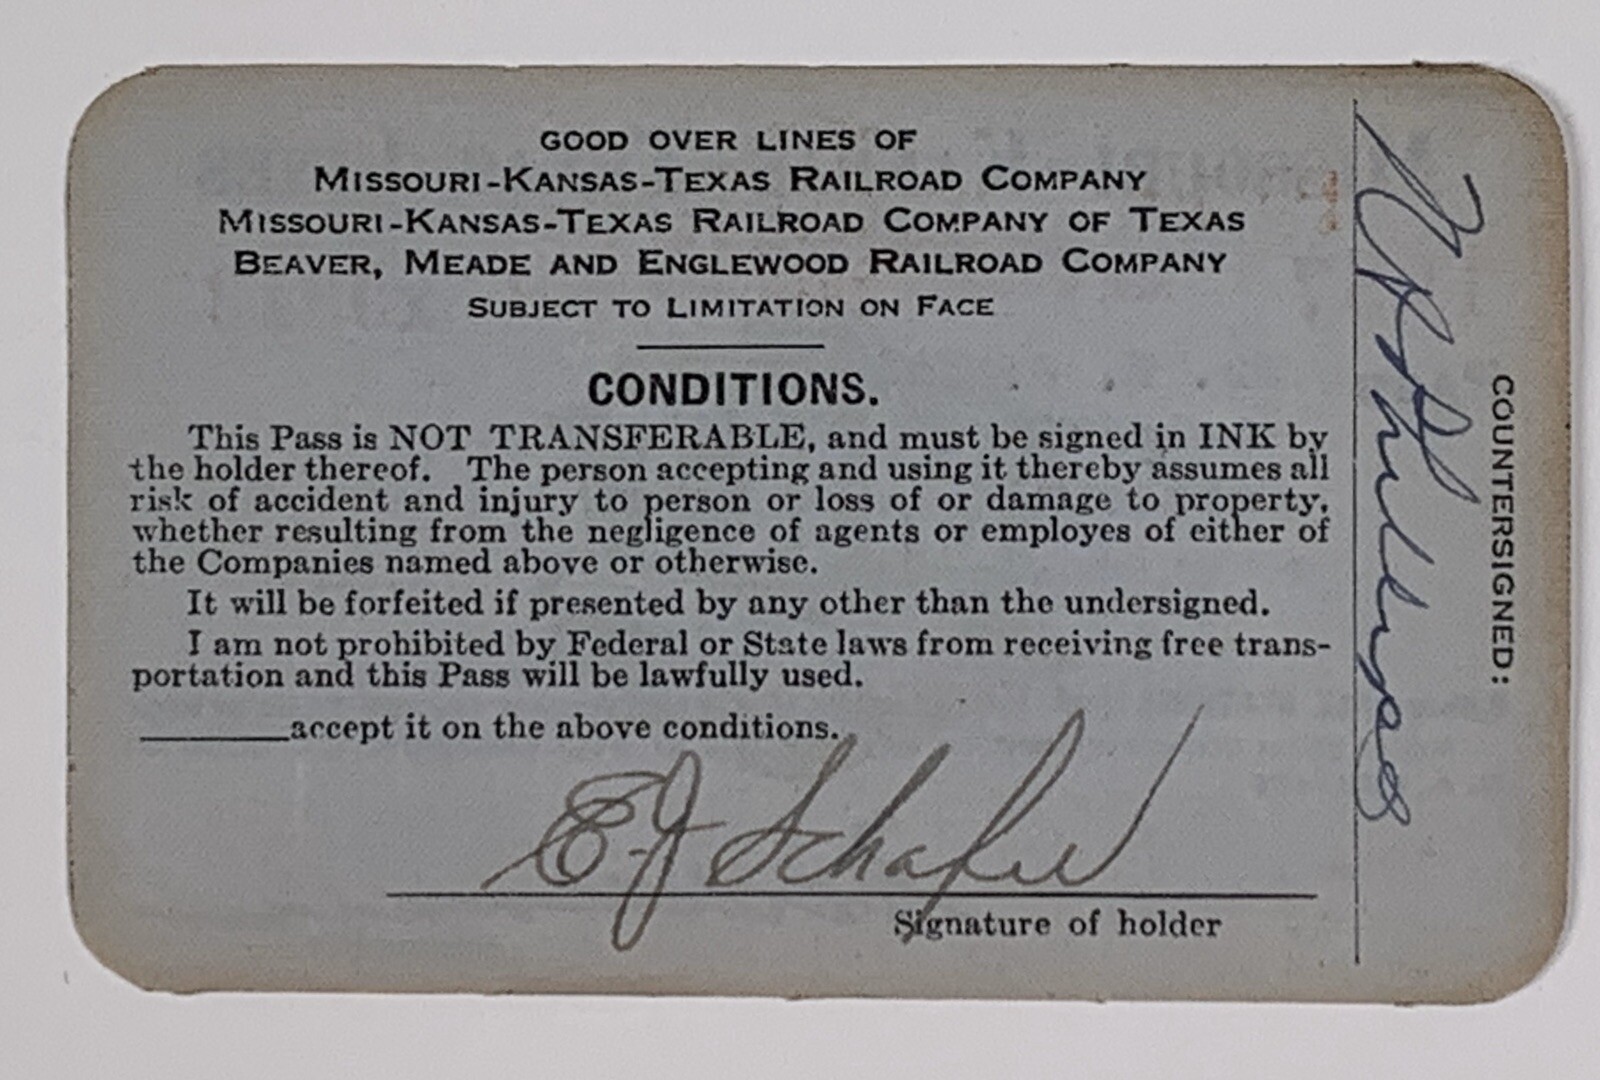 GOOD OVER LINES OF
MISSOURI-KANSAS-TEXAS RAILROAD COMPANY
MISSOURI-KANSAS-TEXAS RAILROAD COMPANY OF TEXAS
BEAVER, MEADE AND ENGLEWOOD RAILROAD COMPANY
SUBJECT TO LIMITATION ON FACE
CONDITIONS.
This Pass is NOT TRANSFERABLE, and must be signed in INK by
the holder thereof. The person accepting and using it thereby assumes all
risk of accident and injury to person or loss of or damage to property,
whether resulting from the negligence of agents or employes of either of
the Companies named above or otherwise.
It will be forfeited if presented by any other than the undersigned.
I am not prohibited by Federal or State laws from receiving free trans-
portation and this Pass will be lawfully used.
________accept it on the above conditions.
E J Schafer
Signature of holder
COUNTERSIGNED:
Phillips